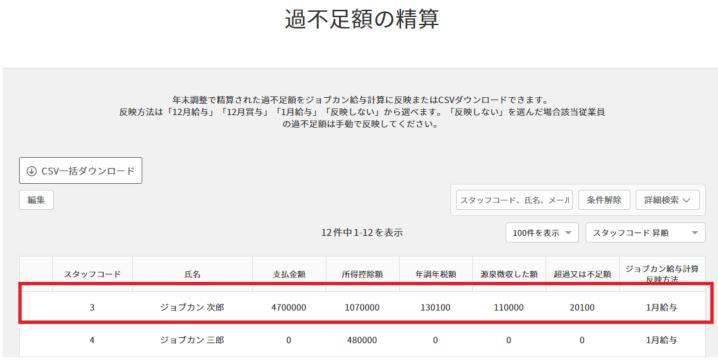 過不足額の精算
年末調整で精算された過不足額をジョブカン給与計算に反映またはCSVダウンロードできます。
反映方法は「12月給与」「12月賞与」「1月給与」「反映しない」から選べます。「反映しない」を選んだ場合該当従業員
の過不足額は手動で反映してください。
CSV一括ダウンロード
編集
スタッフコード、氏名、メール
条件解除
詳細検索
12件中1-12を表示
100件を表示
スタッフコード 昇順
スタッフコード 氏名 支払金額 所得控除額 年調年税額 源泉徴収した額 超過又は不足額 ジョブカン給与計算
反映方法
3 ジョブカン 次郎 4700000 1070000 130100 110000 20100 1月給与
4 ジョブカン 三郎 0 480000 0 0 0 1月給与